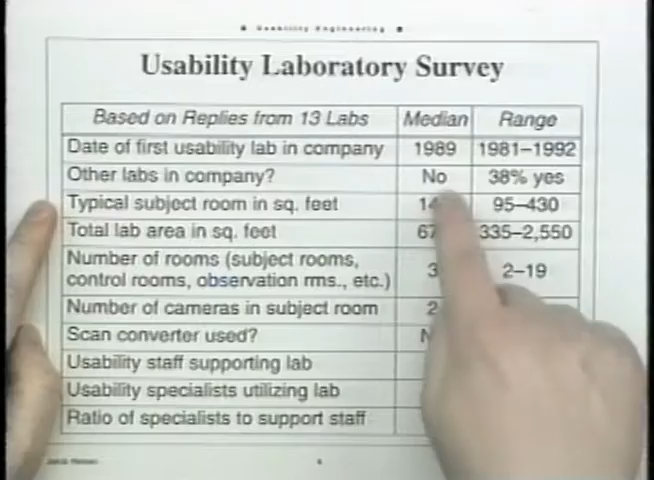 Usability Engineering
Usability Laboratory Survey
Based on Replies from 13 Labs Median Range
Date of first usability lab in company 1989 1981–1992
Other labs in company? No 38% yes
Typical subject room in sq. feet 95–430
Total lab area in sq. feet 335–2,550
Number of rooms (subject rooms,
control rooms, observation rms., etc.) 3 2–19
Number of cameras in subject room 2
Scan converter used?
Usability staff supporting lab
Usability specialists utilizing lab
Ratio of specialists to support staff